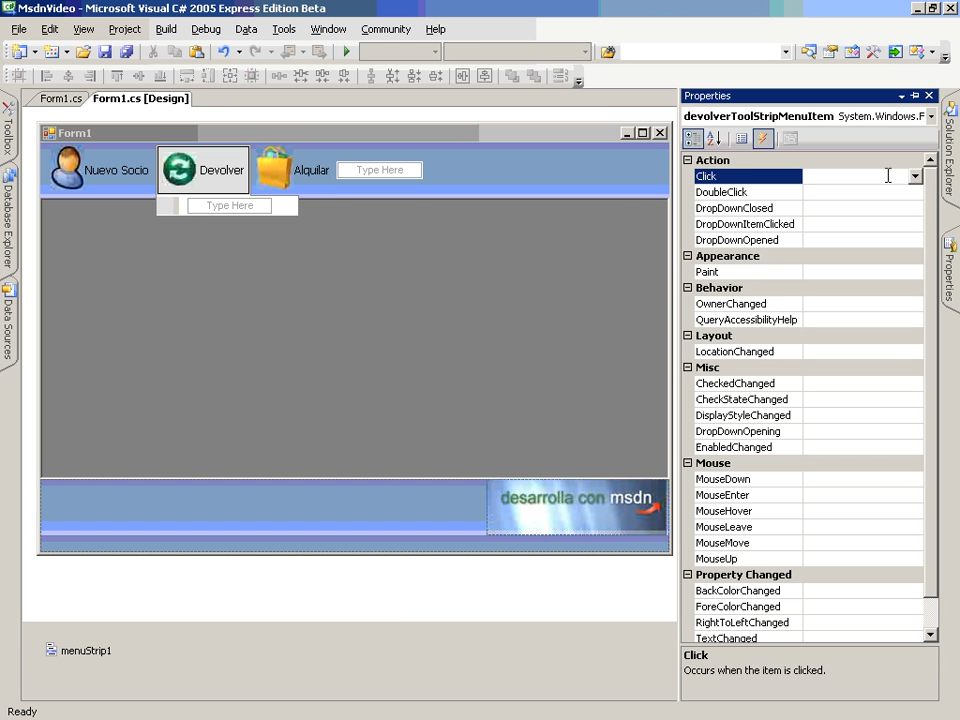 MsdnVideo - Microsoft Visual C# 2005 Express Edition Beta
File Edit View Project Build Debug Data Tools Window Community Help
Form1.cs Form1.cs [Design]
Toolbox
Database Explorer
Data Sources
Form1
Nuevo Socio Devolver Alquilar Type Here
Type Here
desarrolla con msdn
menuStrip1
Properties
devolverToolStripMenuItem System.Windows.F
Action
Click
DoubleClick
DropDownClosed
DropDownItemClicked
DropDownOpened
Appearance
Paint
Behavior
OwnerChanged
QueryAccessibilityHelp
Layout
LocationChanged
Misc
CheckedChanged
CheckStateChanged
DisplayStyleChanged
DropDownOpening
EnabledChanged
Mouse
MouseDown
MouseEnter
MouseHover
MouseLeave
MouseMove
MouseUp
Property Changed
BackColorChanged
ForeColorChanged
RightToLeftChanged
TextChanged
Click
Occurs when the item is clicked.
Solution Explorer
Properties
Ready